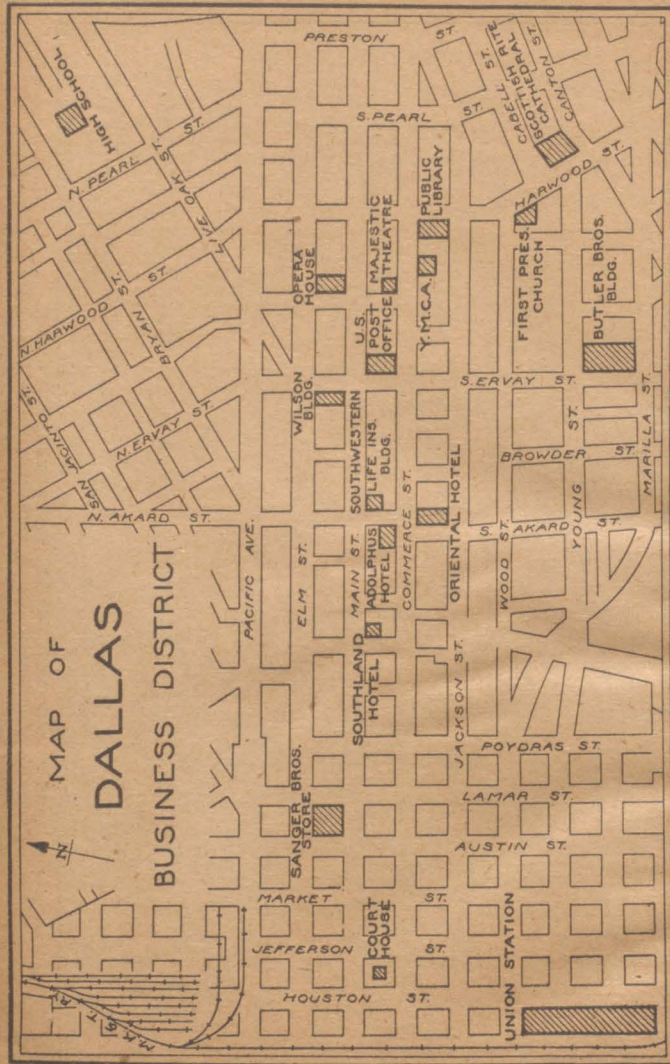 MAP OF
DALLAS
BUSINESS DISTRICT
N
M. K. & T. RY.
HIGH SCHOOL
N. PEARL
ST.
LIVE OAK ST.
N. HARWOOD
ST.
BRYAN ST.
N. ERVAY ST.
SAN JACINTO ST.
N. AKARD ST.
PRESTON ST.
S. PEARL ST.
CABELL ST.
SCOTTISH RITE
CATHEDRAL
CANTON ST.
HARWOOD ST.
PACIFIC AVE.
ELM ST.
MAIN ST.
COMMERCE ST.
JACKSON ST.
WOOD ST.
YOUNG ST.
MARILLA ST.
OPERA
HOUSE
MAJESTIC
THEATRE
PUBLIC
LIBRARY
U.S.
POST
OFFICE
Y.M.C.A.
FIRST PRES.
CHURCH
BUTLER BROS.
BLDG.
WILSON
BLDG.
SOUTHWESTERN
LIFE INS.
BLDG.
S. ERVAY ST.
BROWDER ST.
S. AKARD ST.
ADOLPHUS
HOTEL
ORIENTAL HOTEL
SOUTHLAND
HOTEL
SANGER BROS.
STORE
POYDRAS ST.
LAMAR ST.
AUSTIN ST.
MARKET ST.
JEFFERSON ST.
COURT
HOUSE
HOUSTON ST.
UNION STATION